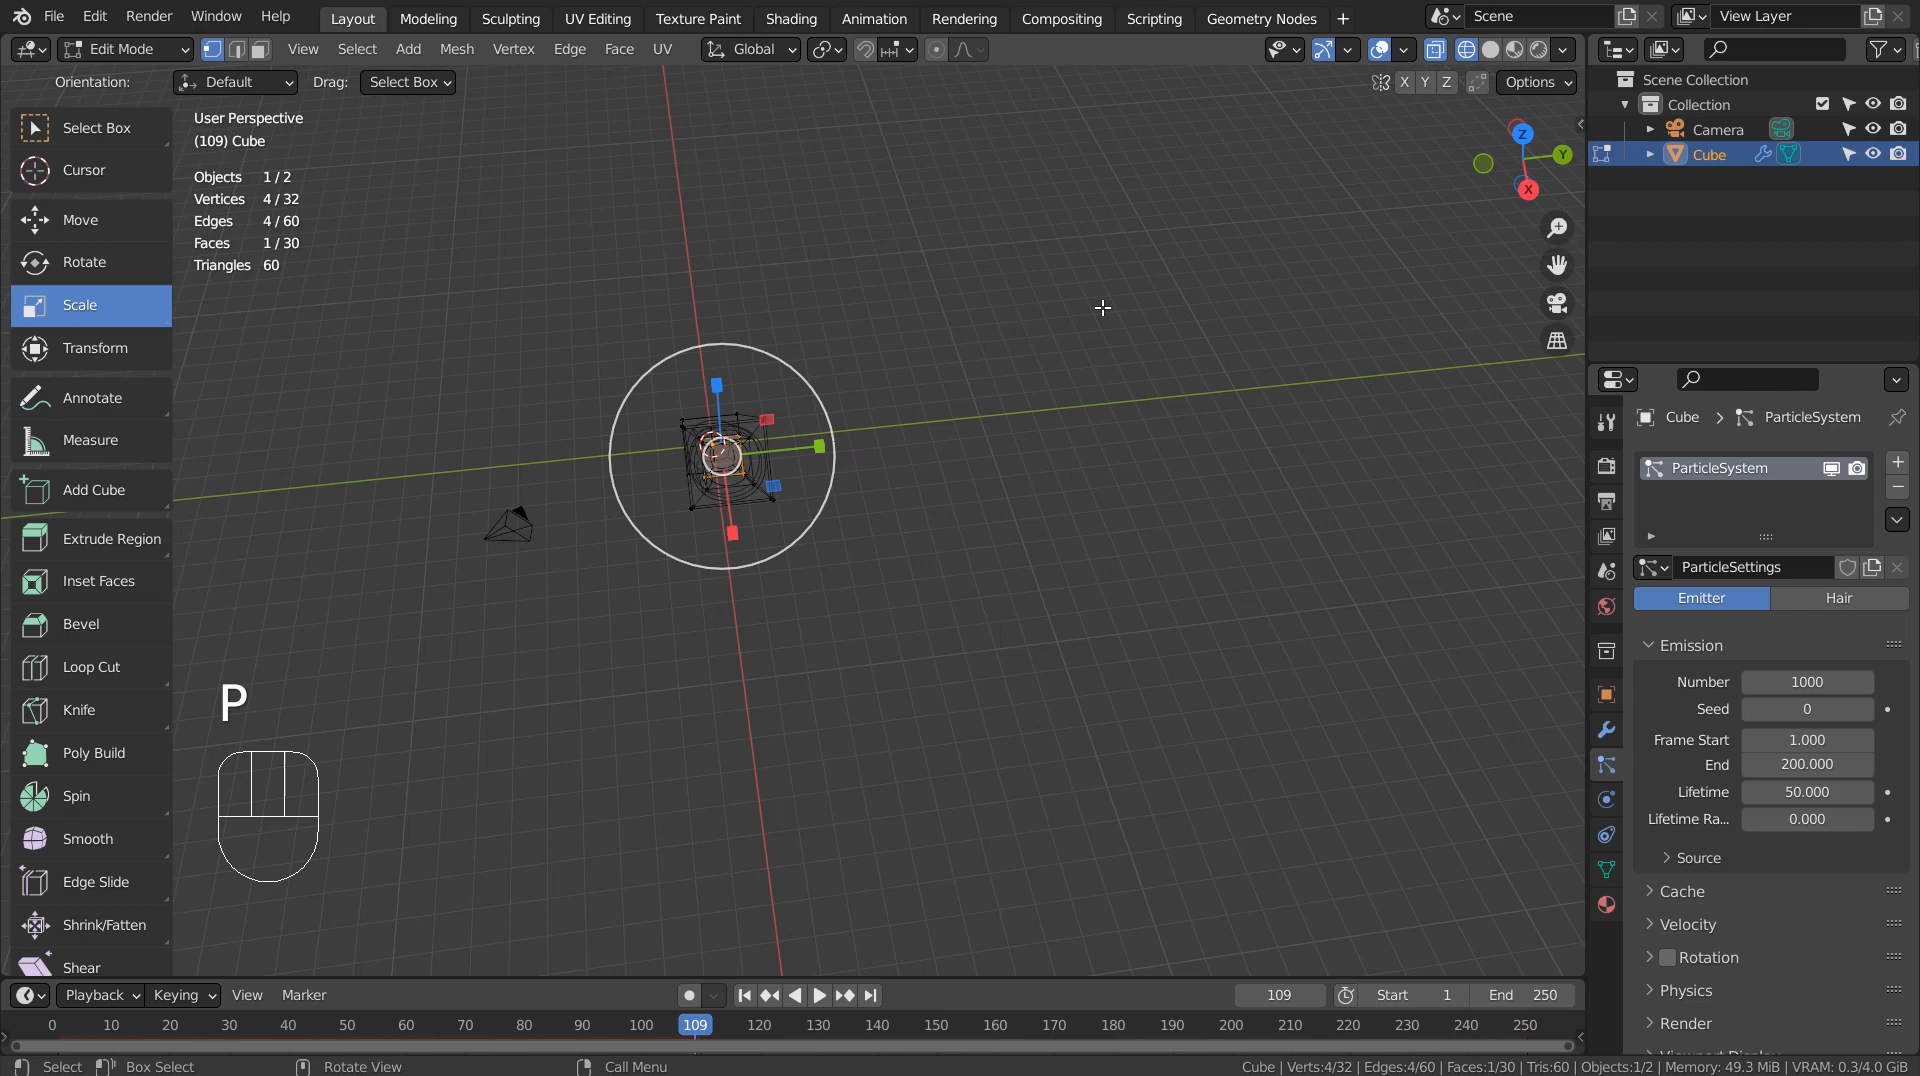 File Edit Render Window Help Layout Modeling Sculpting UV Editing Texture Paint Shading Animation Rendering Compositing Scripting Geometry Nodes + Scene View Layer
Edit Mode View Select Add Mesh Vertex Edge Face UV Global
Orientation: Default Drag: Select Box X Y Z Options
User Perspective
(109) Cube
Objects 1 / 2
Vertices 4 / 32
Edges 4 / 60
Faces 1 / 30
Triangles 60
Z
Y
X
Select Box
Cursor
Move
Rotate
Scale
Transform
Annotate
Measure
Add Cube
Extrude Region
Inset Faces
Bevel
Loop Cut
Knife
Poly Build
Spin
Smooth
Edge Slide
Shrink/Fatten
Shear
P
Scene Collection
Collection
Camera
Cube
Cube > ParticleSystem
ParticleSystem
ParticleSettings
Emitter Hair
Emission
Number 1000
Seed 0
Frame Start 1.000
End 200.000
Lifetime 50.000
Lifetime Ra... 0.000
Source
Cache
Velocity
Rotation
Physics
Render
Viewport Display
Playback Keying View Marker 109 Start 1 End 250
0 10 20 30 40 50 60 70 80 90 100 109 120 130 140 150 160 170 180 190 200 210 220 230 240 250
Select Box Select Rotate View Call Menu Cube | Verts:4/32 | Edges:4/60 | Faces:1/30 | Tris:60 | Objects:1/2 | Memory: 49.3 MiB | VRAM: 0.3/4.0 GiB